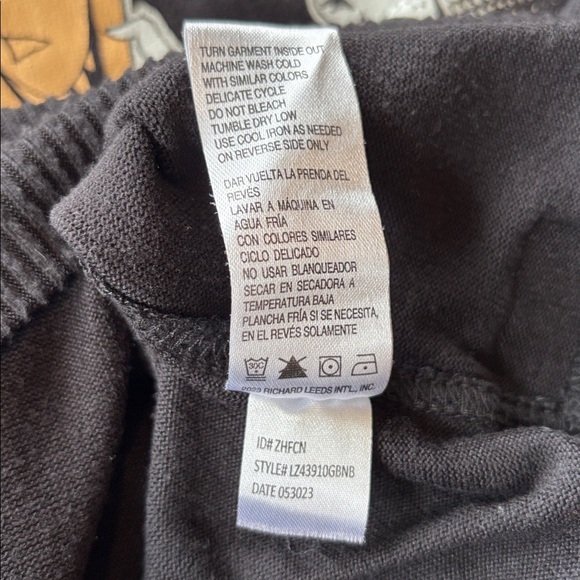 TURN GARMENT INSIDE OUT
MACHINE WASH COLD
WITH SIMILAR COLORS
DELICATE CYCLE
DO NOT BLEACH
TUMBLE DRY LOW
USE COOL IRON AS NEEDED
ON REVERSE SIDE ONLY
DAR VUELTA LA PRENDA DEL
REVÉS
LAVAR A MÁQUINA EN
AGUA FRÍA
CON COLORES SIMILARES
CICLO DELICADO
NO USAR BLANQUEADOR
SECAR EN SECADORA A
TEMPERATURA BAJA
PLANCHA FRÍA SI SE NECESITA,
EN EL REVÉS SOLAMENTE
30C
2023 RICHARD LEEDS INT'L., INC.
ID# ZHFCN
STYLE# LZ43910GBNB
DATE 053023